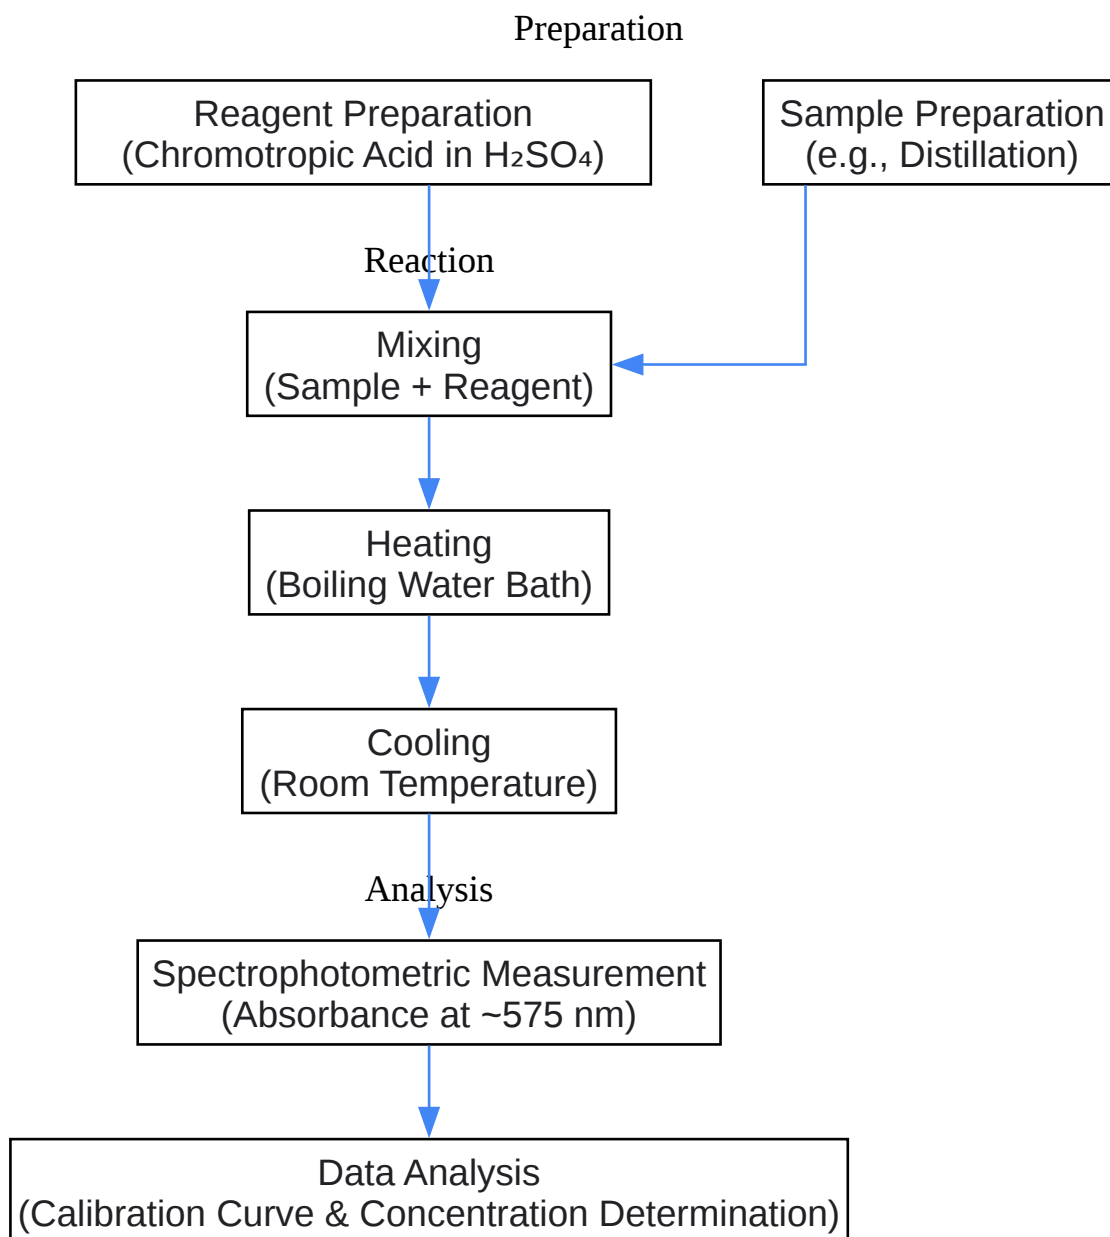 Preparation
Reagent Preparation
(Chromotropic Acid in H₂SO₄)
Sample Preparation
(e.g., Distillation)
Reaction
Mixing
(Sample + Reagent)
Heating
(Boiling Water Bath)
Cooling
(Room Temperature)
Analysis
Spectrophotometric Measurement
(Absorbance at ~575 nm)
Data Analysis
(Calibration Curve & Concentration Determination)